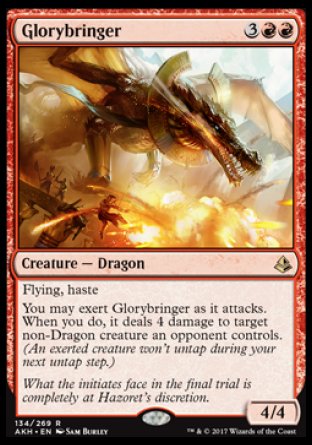 Glorybringer 3
Creature — Dragon
Flying, haste
You may exert Glorybringer as it attacks.
When you do, it deals 4 damage to target
non-Dragon creature an opponent controls.
(An exerted creature won't untap during your
next untap step.)
What the initiates face in the final trial is
completely at Hazoret's discretion.
4/4
134/269 R
AKH • EN SAM BURLEY ™ & © 2017 Wizards of the Coast